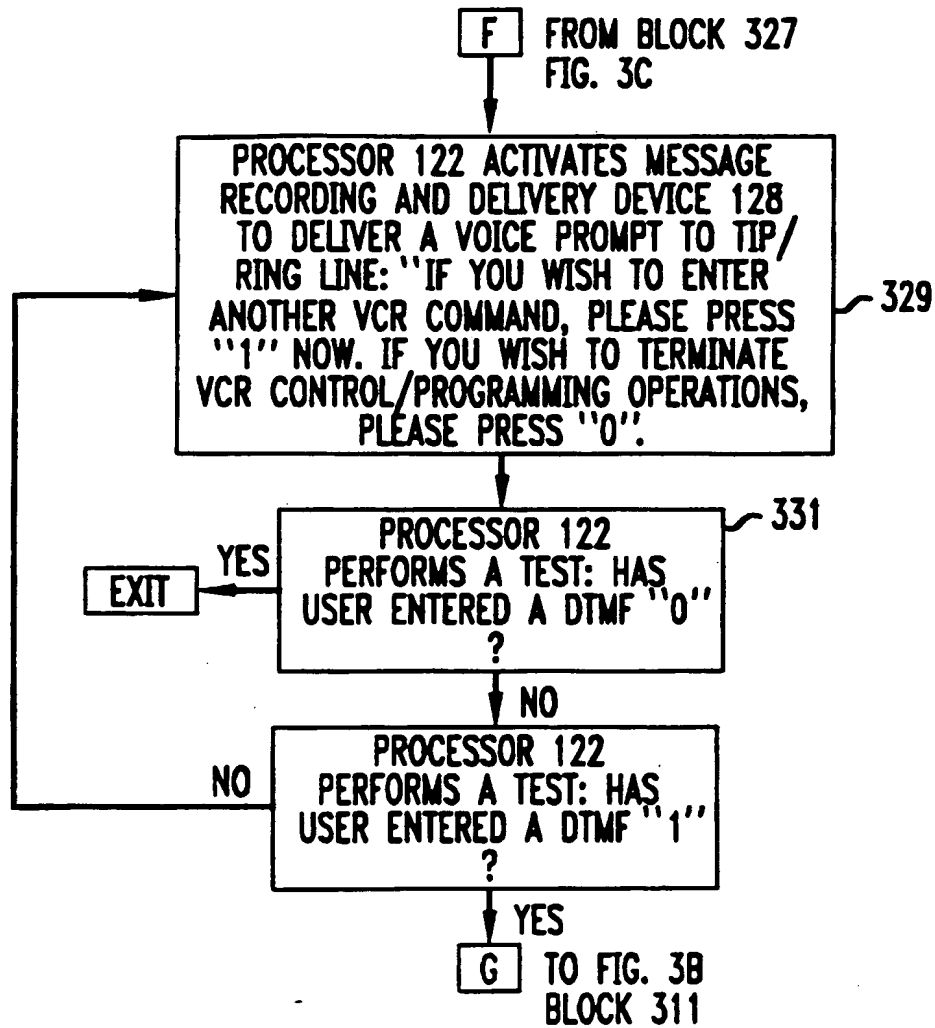 F FROM BLOCK 327
FIG. 3C
PROCESSOR 122 ACTIVATES MESSAGE
RECORDING AND DELIVERY DEVICE 128
TO DELIVER A VOICE PROMPT TO TIP/
RING LINE: "IF YOU WISH TO ENTER
ANOTHER VCR COMMAND, PLEASE PRESS
"1" NOW. IF YOU WISH TO TERMINATE
VCR CONTROL/PROGRAMMING OPERATIONS,
PLEASE PRESS "0".
329
PROCESSOR 122
PERFORMS A TEST: HAS
USER ENTERED A DTMF "0"
?
331
YES
EXIT
NO
PROCESSOR 122
PERFORMS A TEST: HAS
USER ENTERED A DTMF "1"
?
NO
YES
G TO FIG. 3B
BLOCK 311